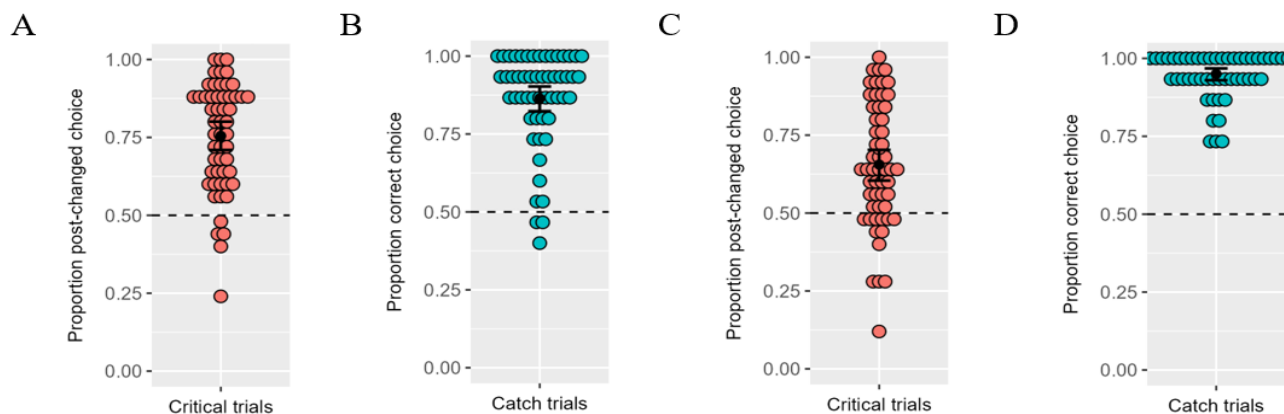 A
Proportion post-changed choice
1.00
0.75
0.50
0.25
0.00
Critical trials
B
Proportion correct choice
1.00
0.75
0.50
0.25
0.00
Catch trials
C
Proportion post-changed choice
1.00
0.75
0.50
0.25
0.00
Critical trials
D
Proportion correct choice
1.00
0.75
0.50
0.25
0.00
Catch trials